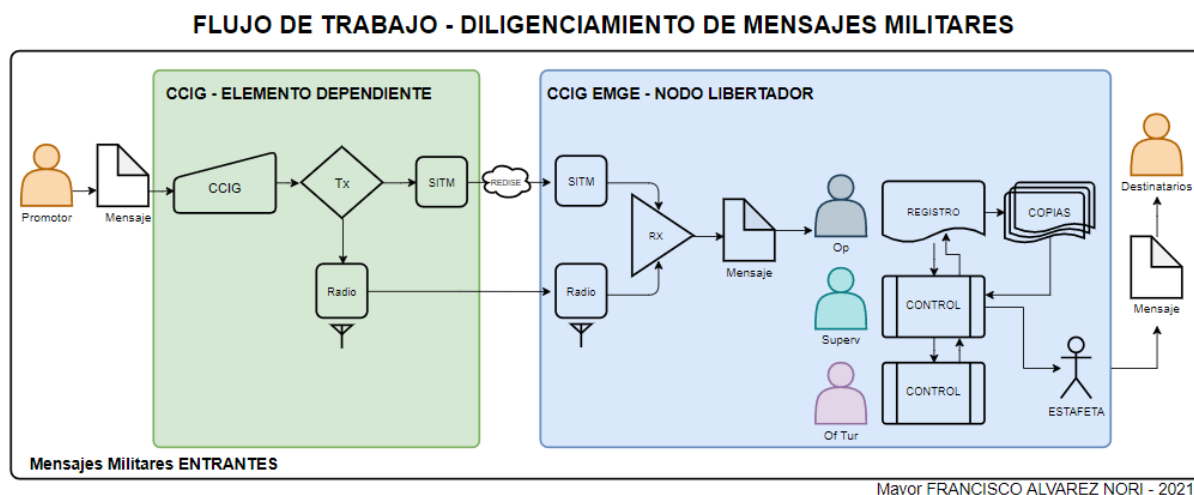 FLUJO DE TRABAJO - DILIGENCIAMIENTO DE MENSAJES MILITARES
CCIG - ELEMENTO DEPENDIENTE
CCIG EMGE - NODO LIBERTADOR
Promotor
Mensaje
CCIG
Tx
SITM
REDISE
SITM
Radio
Radio
RX
Mensaje
Op
REGISTRO
COPIAS
Superv
CONTROL
Of Tur
CONTROL
ESTAFETA
Destinatarios
Mensaje
Mensajes Militares ENTRANTES
Mayor FRANCISCO ALVAREZ NORI - 2021